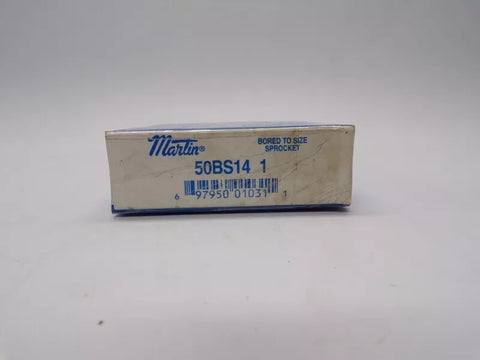 Martin®
BORED TO SIZE
SPROCKET
50BS14 1
6 97950 01031 1